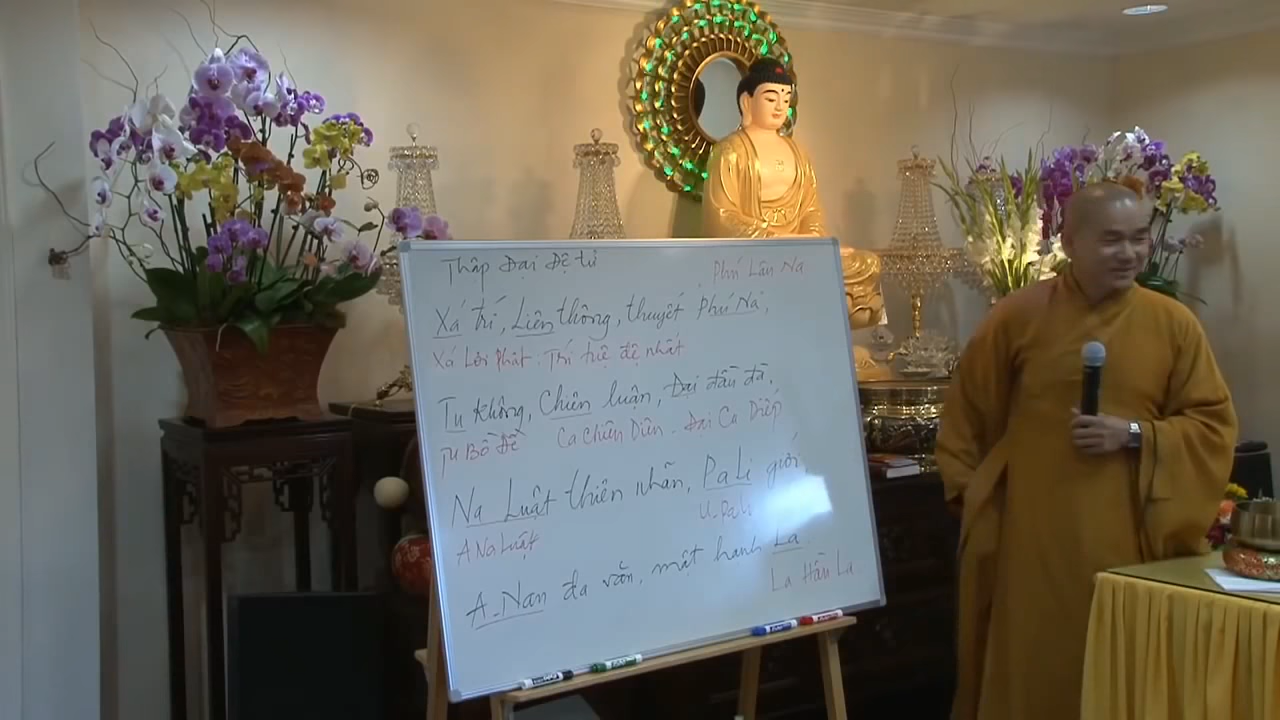 Thập Đại Đệ tử
Phú Lâu Na
Xá trí, Liên thông, thuyết Phú Na,
Xá Lợi Phất. Trí tuệ đệ nhất
Tu không, Chiên luận, Đại đầu đà.
Tu Bồ Đề Ca Chiên Diên. Đại Ca Diếp
Na Luật thiên nhãn, Pa Li giới
A Na Luật U-Pa Li
A-Nan đa văn, mật hanh La.
La Hầu La